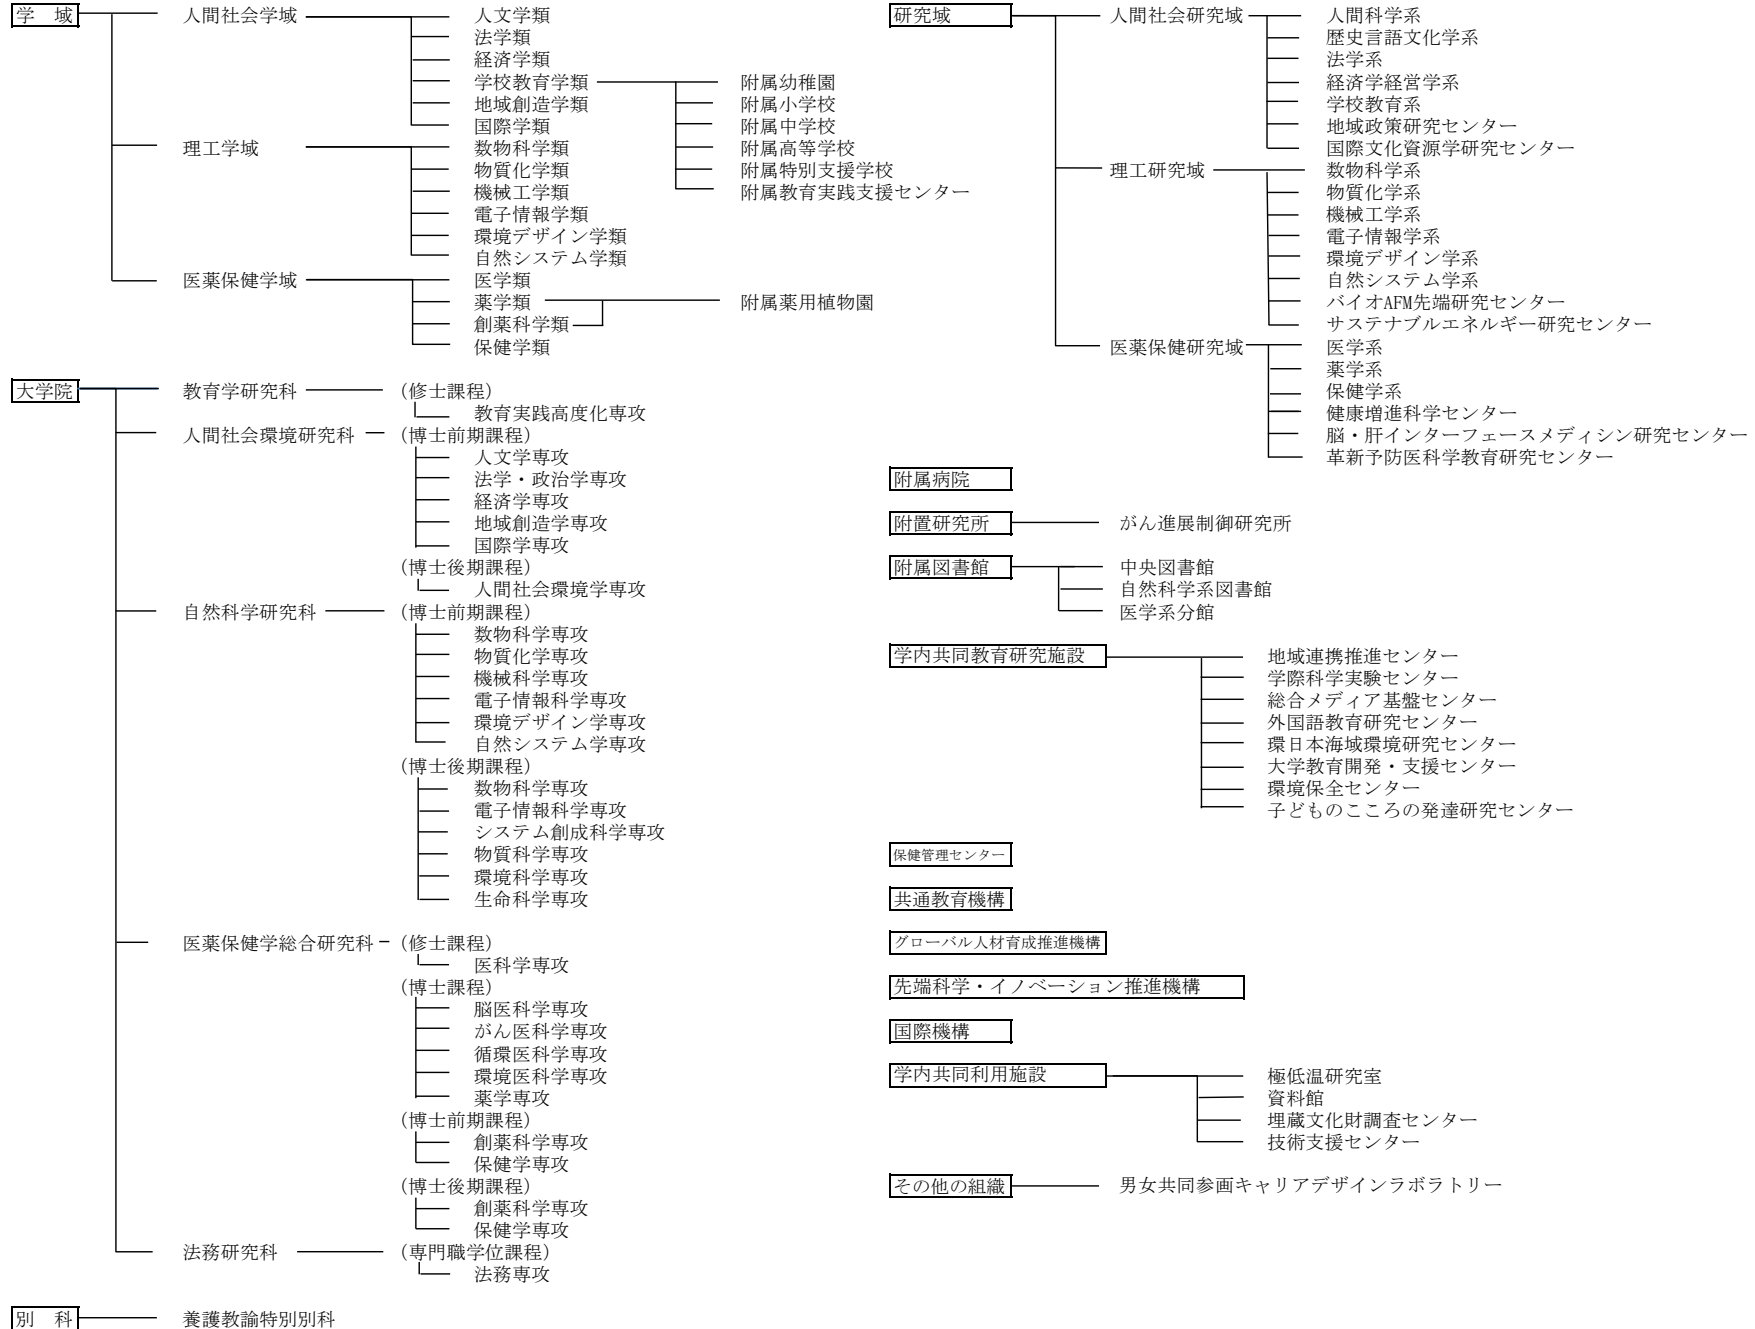 学　域
人間社会学域
人文学類
法学類
経済学類
学校教育学類
附属幼稚園
附属小学校
附属中学校
附属高等学校
附属特別支援学校
附属教育実践支援センター
地域創造学類
国際学類
理工学域
数物科学類
物質化学類
機械工学類
電子情報学類
環境デザイン学類
自然システム学類
医薬保健学域
医学類
薬学類
創薬科学類
附属薬用植物園
保健学類
大学院
教育学研究科
(修士課程)
教育実践高度化専攻
人間社会環境研究科
(博士前期課程)
人文学専攻
法学・政治学専攻
経済学専攻
地域創造学専攻
国際学専攻
(博士後期課程)
人間社会環境学専攻
自然科学研究科
(博士前期課程)
数物科学専攻
物質化学専攻
機械科学専攻
電子情報科学専攻
環境デザイン学専攻
自然システム学専攻
(博士後期課程)
数物科学専攻
電子情報科学専攻
システム創成科学専攻
物質科学専攻
環境科学専攻
生命科学専攻
医薬保健学総合研究科
(修士課程)
医科学専攻
(博士課程)
脳医科学専攻
がん医科学専攻
循環医科学専攻
環境医科学専攻
薬学専攻
(博士前期課程)
創薬科学専攻
保健学専攻
(博士後期課程)
創薬科学専攻
保健学専攻
法務研究科
(専門職学位課程)
法務専攻
別　科
養護教諭特別別科
研究域
人間社会研究域
人間科学系
歴史言語文化学系
法学系
経済学経営学系
学校教育系
地域政策研究センター
国際文化資源学研究センター
理工研究域
数物科学系
物質化学系
機械工学系
電子情報学系
環境デザイン学系
自然システム学系
バイオAFM先端研究センター
サステナブルエネルギー研究センター
医薬保健研究域
医学系
薬学系
保健学系
健康増進科学センター
脳・肝インターフェースメディシン研究センター
革新予防医科学教育研究センター
附属病院
附置研究所
がん進展制御研究所
附属図書館
中央図書館
自然科学系図書館
医学系分館
学内共同教育研究施設
地域連携推進センター
学際科学実験センター
総合メディア基盤センター
外国語教育研究センター
環日本海域環境研究センター
大学教育開発・支援センター
環境保全センター
子どものこころの発達研究センター
保健管理センター
共通教育機構
グローバル人材育成推進機構
先端科学・イノベーション推進機構
国際機構
学内共同利用施設
極低温研究室
資料館
埋蔵文化財調査センター
技術支援センター
その他の組織
男女共同参画キャリアデザインラボラトリー